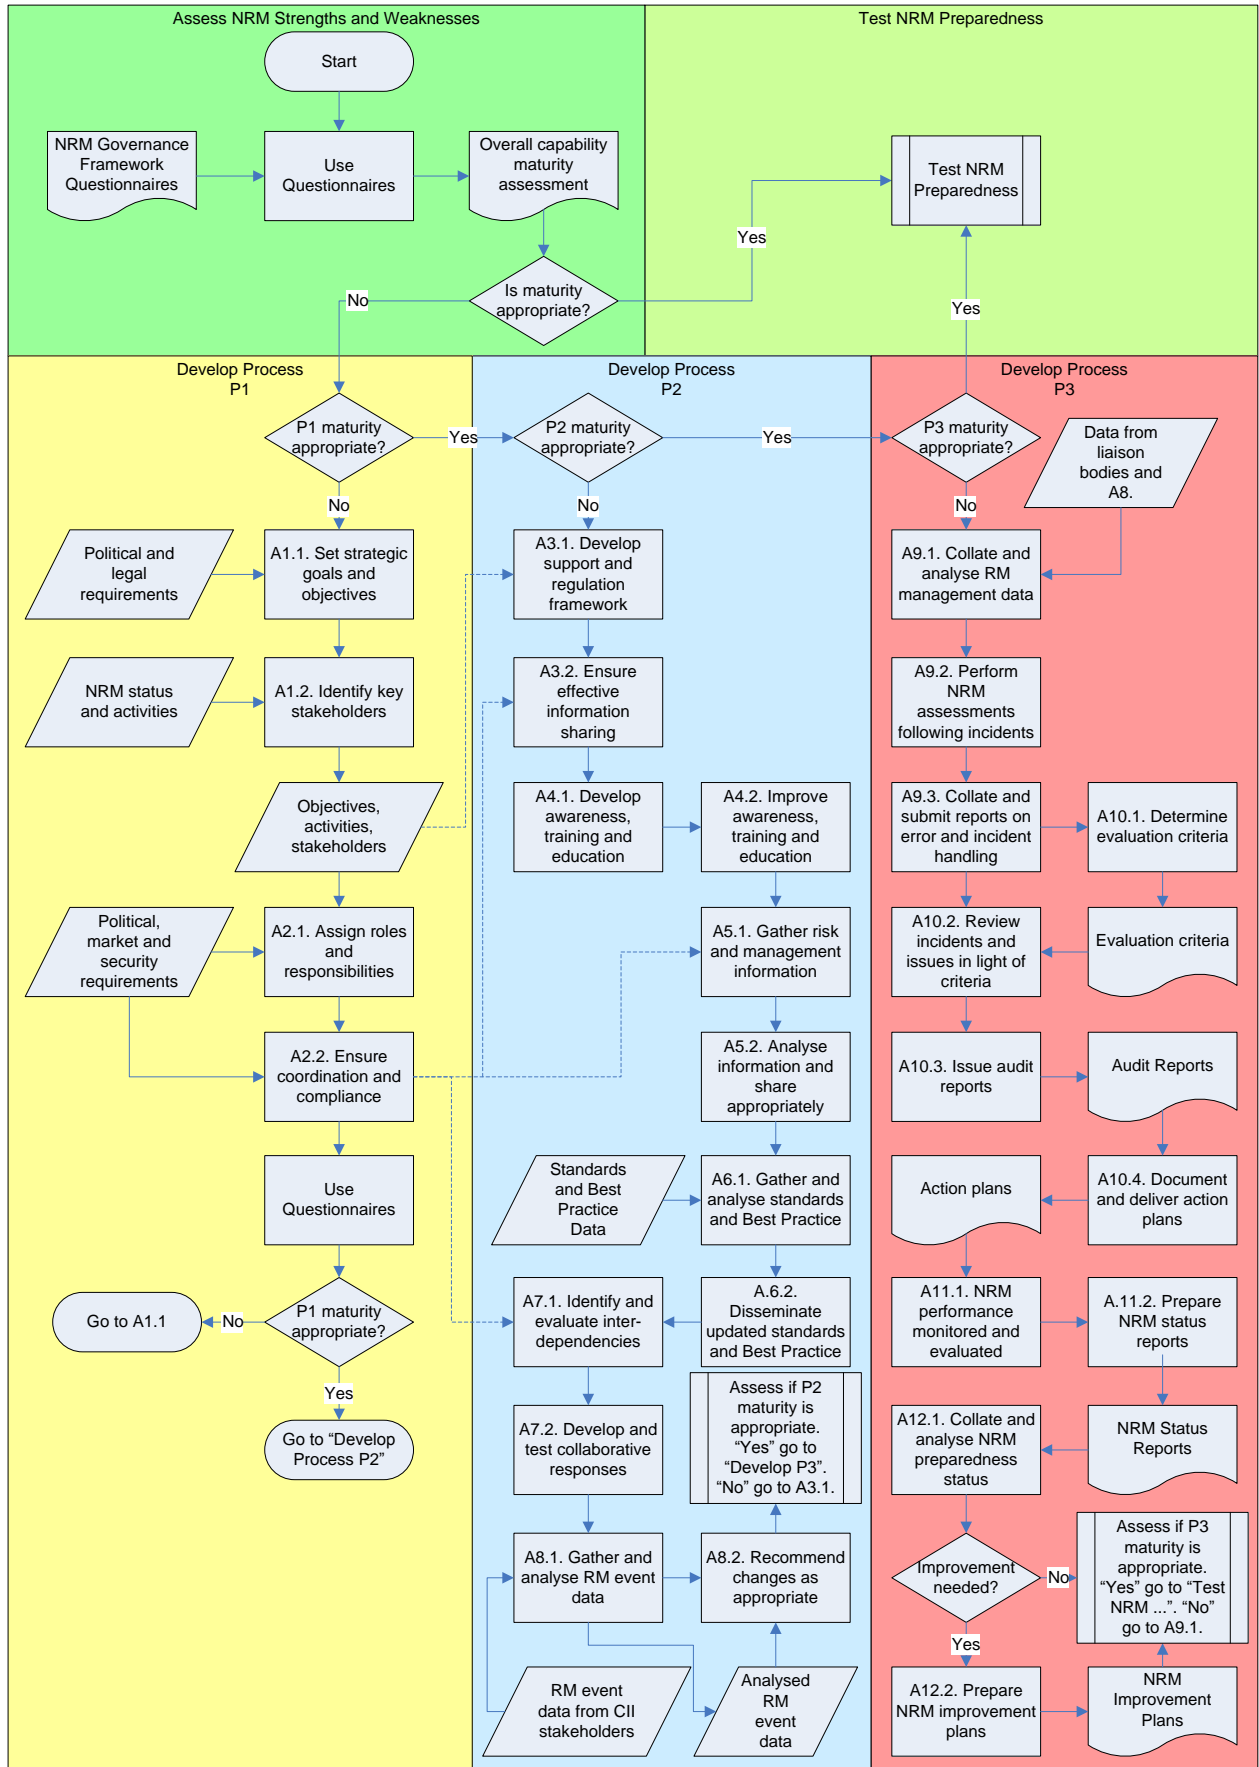 Assess NRM Strengths and Weaknesses
Start
NRM Governance
Framework
Questionnaires
Use
Questionnaires
Overall capability
maturity
assessment
Is maturity
appropriate?
No
Yes
Test NRM Preparedness
Test NRM
Preparedness
Yes
Develop Process
P1
P1 maturity
appropriate?
Yes
No
Political and
legal
requirements
A1.1. Set strategic
goals and
objectives
NRM status
and activities
A1.2. Identify key
stakeholders
Objectives,
activities,
stakeholders
Political,
market and
security
requirements
A2.1. Assign roles
and
responsibilities
A2.2. Ensure
coordination and
compliance
Use
Questionnaires
P1 maturity
appropriate?
No
Go to A1.1
Yes
Go to “Develop
Process P2”
Develop Process
P2
P2 maturity
appropriate?
Yes
No
A3.1. Develop
support and
regulation
framework
A3.2. Ensure
effective
information
sharing
A4.1. Develop
awareness,
training and
education
A4.2. Improve
awareness,
training and
education
A5.1. Gather risk
and management
information
A5.2. Analyse
information and
share
appropriately
Standards
and Best
Practice
Data
A6.1. Gather and
analyse standards
and Best Practice
A.6.2.
Disseminate
updated standards
and Best Practice
A7.1. Identify and
evaluate inter-
dependencies
A7.2. Develop and
test collaborative
responses
Assess if P2
maturity is
appropriate.
“Yes” go to
“Develop P3”.
“No” go to A3.1.
A8.1. Gather and
analyse RM event
data
A8.2. Recommend
changes as
appropriate
RM event
data from CII
stakeholders
Analysed
RM
event
data
Develop Process
P3
P3 maturity
appropriate?
No
Data from
liaison
bodies and
A8.
A9.1. Collate and
analyse RM
management data
A9.2. Perform
NRM
assessments
following incidents
A9.3. Collate and
submit reports on
error and incident
handling
A10.1. Determine
evaluation criteria
Evaluation criteria
A10.2. Review
incidents and
issues in light of
criteria
A10.3. Issue audit
reports
Audit Reports
A10.4. Document
and deliver action
plans
Action plans
A11.1. NRM
performance
monitored and
evaluated
A.11.2. Prepare
NRM status
reports
NRM Status
Reports
A12.1. Collate and
analyse NRM
preparedness
status
Improvement
needed?
No
Assess if P3
maturity is
appropriate.
“Yes” go to “Test
NRM ...”. “No”
go to A9.1.
Yes
A12.2. Prepare
NRM improvement
plans
NRM
Improvement
Plans